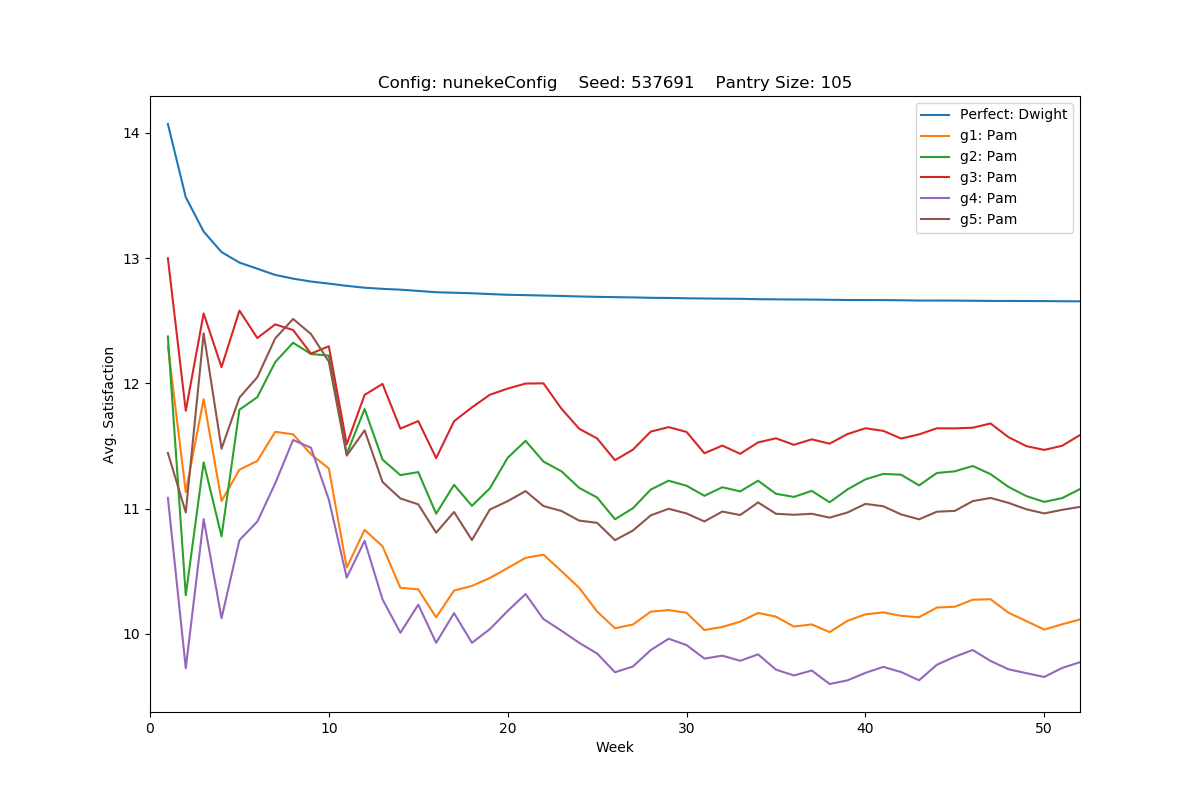 Config: nunekeConfig    Seed: 537691    Pantry Size: 105
Perfect: Dwight
g1: Pam
g2: Pam
g3: Pam
g4: Pam
g5: Pam
14
13
12
11
10
Avg. Satisfaction
0 10 20 30 40 50
Week